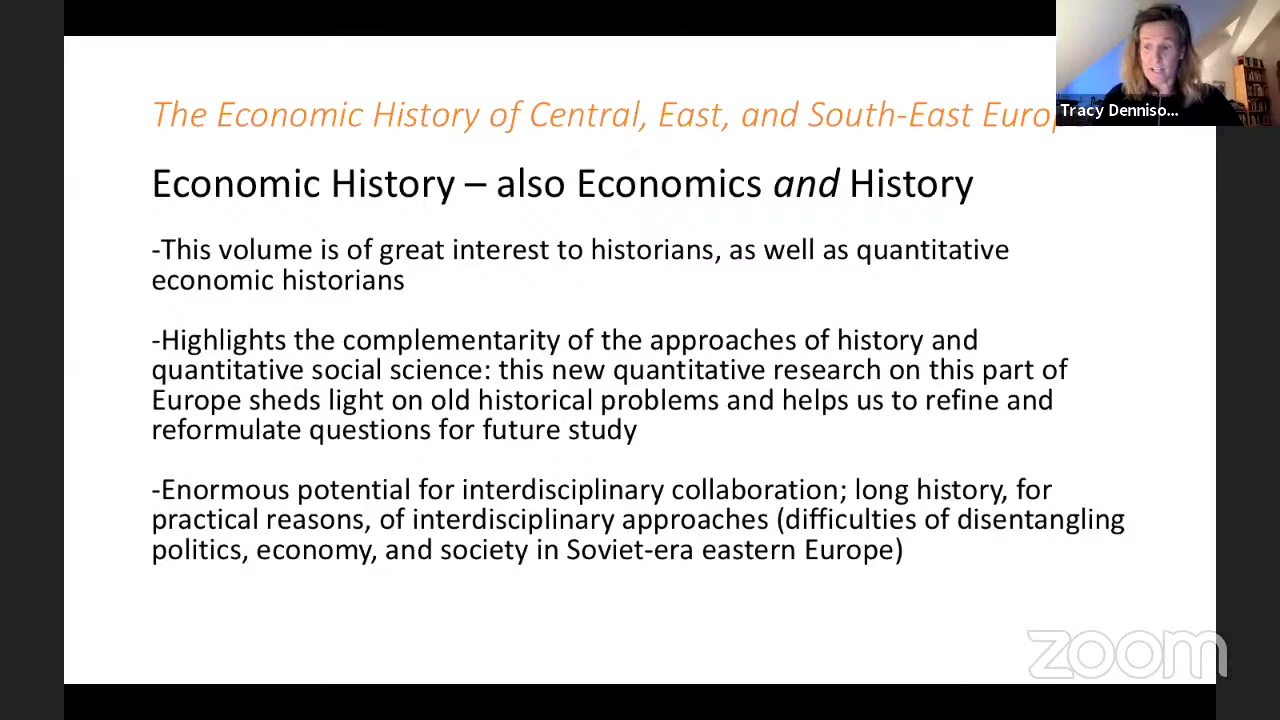 The Economic History of Central, East, and South-East Europ
Tracy Denniso...
Economic History – also Economics and History
-This volume is of great interest to historians, as well as quantitative
economic historians
-Highlights the complementarity of the approaches of history and
quantitative social science: this new quantitative research on this part of
Europe sheds light on old historical problems and helps us to refine and
reformulate questions for future study
-Enormous potential for interdisciplinary collaboration; long history, for
practical reasons, of interdisciplinary approaches (difficulties of disentangling
politics, economy, and society in Soviet-era eastern Europe)
zoom